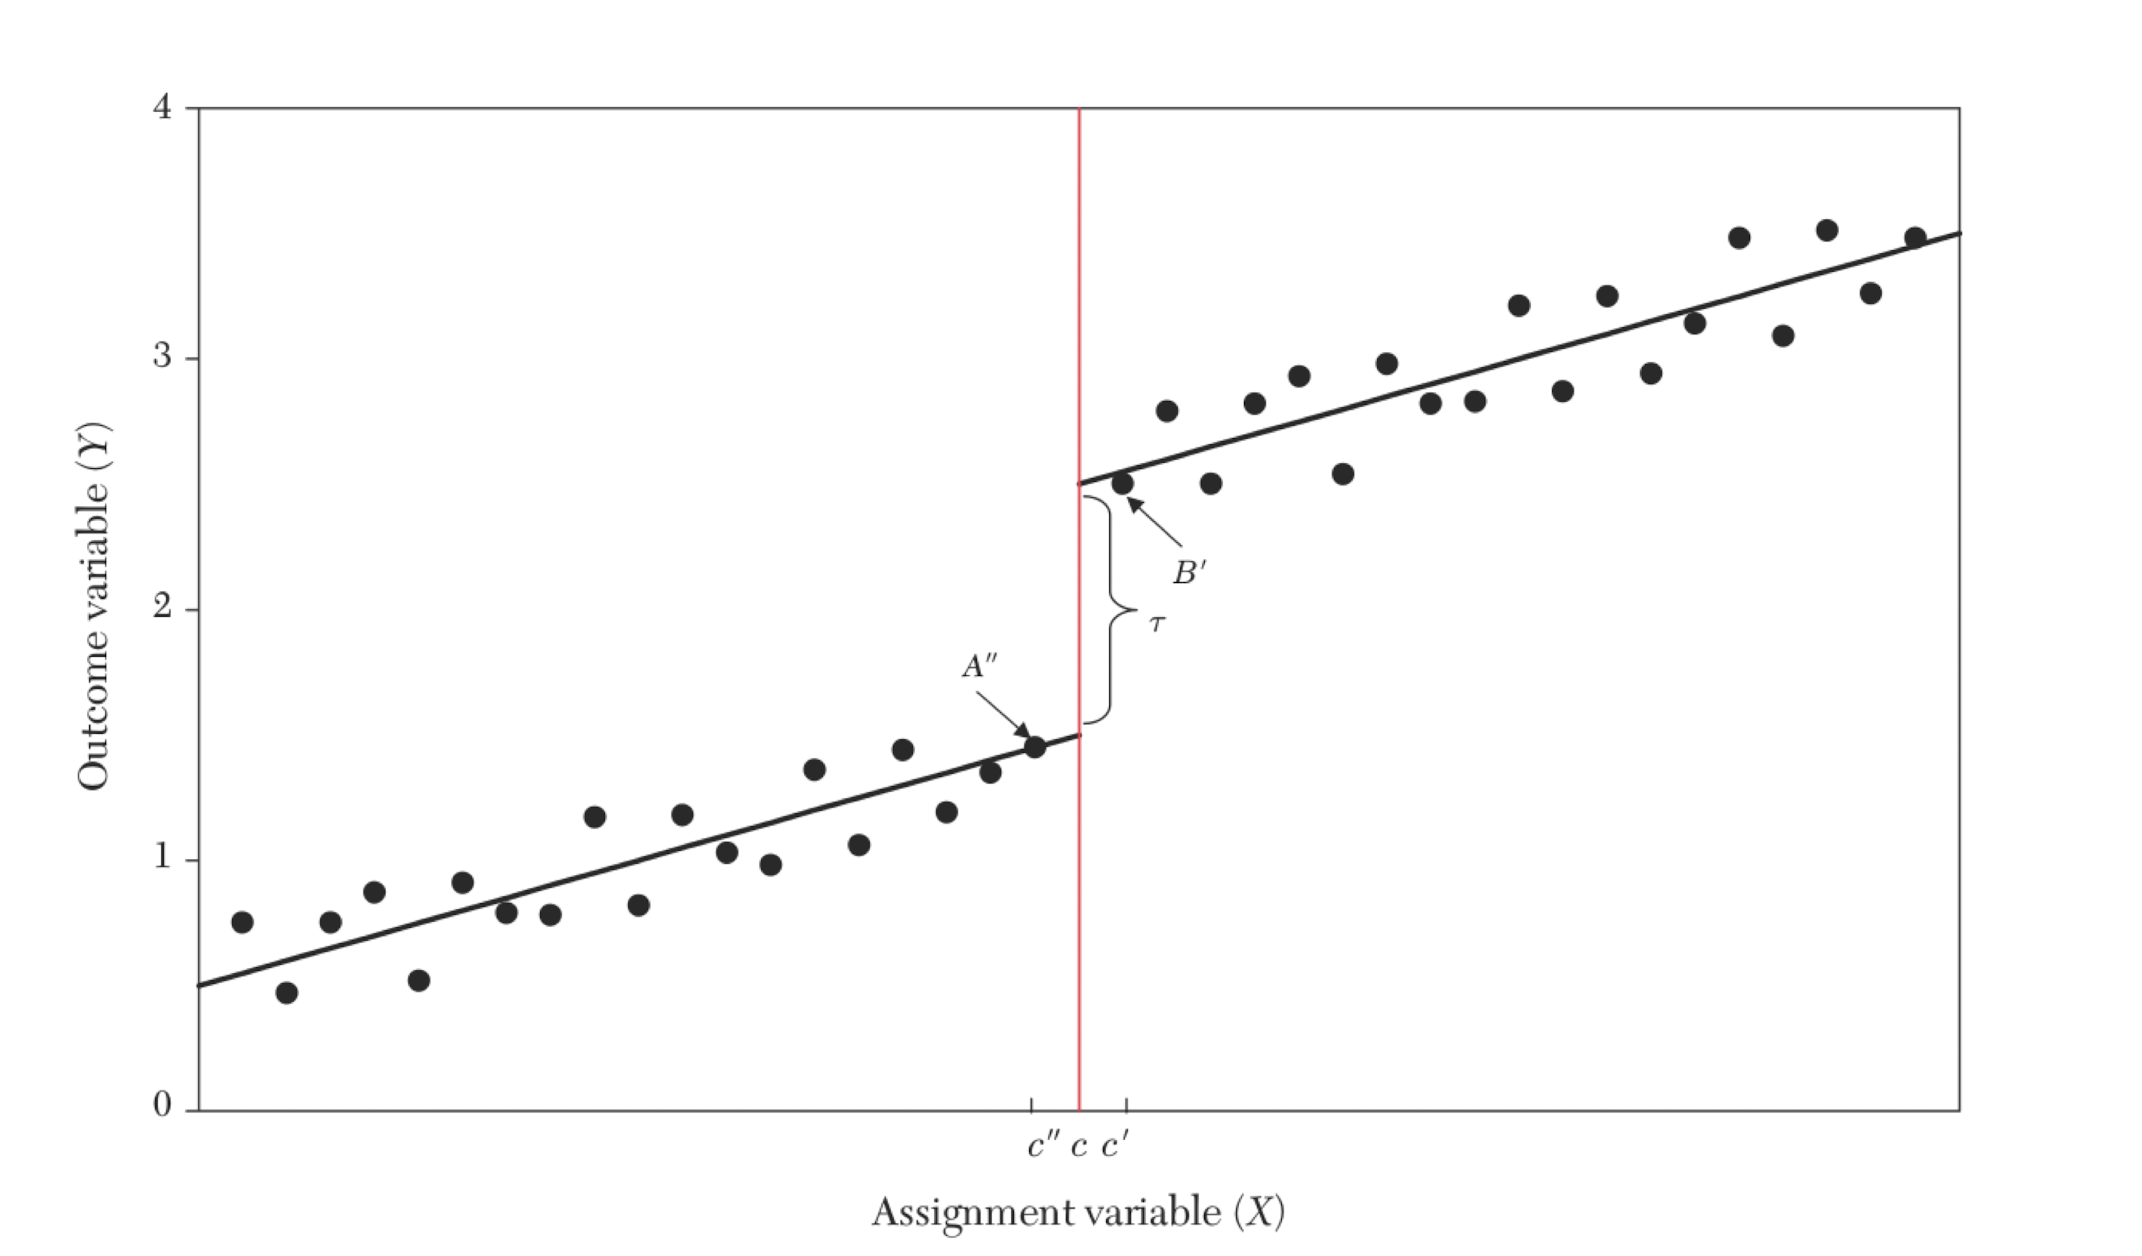 4
3
2
1
0
Outcome variable (Y)
A″
B′
τ
c″ c c′
Assignment variable (X)